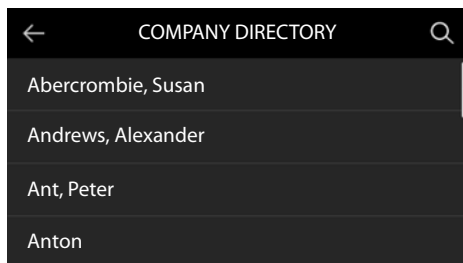 COMPANY DIRECTORY
Abercrombie, Susan
Andrews, Alexander
Ant, Peter
Anton